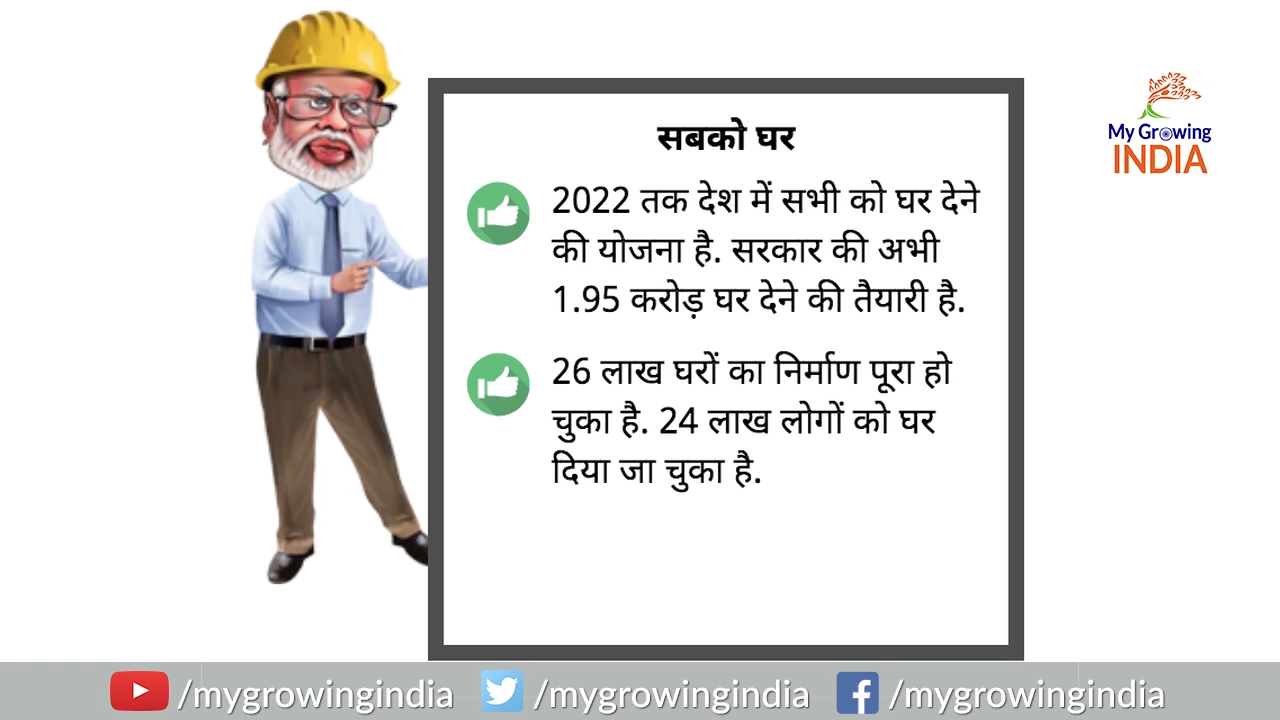 सबको घर
2022 तक देश में सभी को घर देने
की योजना है. सरकार की अभी
1.95 करोड़ घर देने की तैयारी है.
26 लाख घरों का निर्माण पूरा हो
चुका है. 24 लाख लोगों को घर
दिया जा चुका है.
My Growing
INDIA
/mygrowingindia /mygrowingindia /mygrowingindia